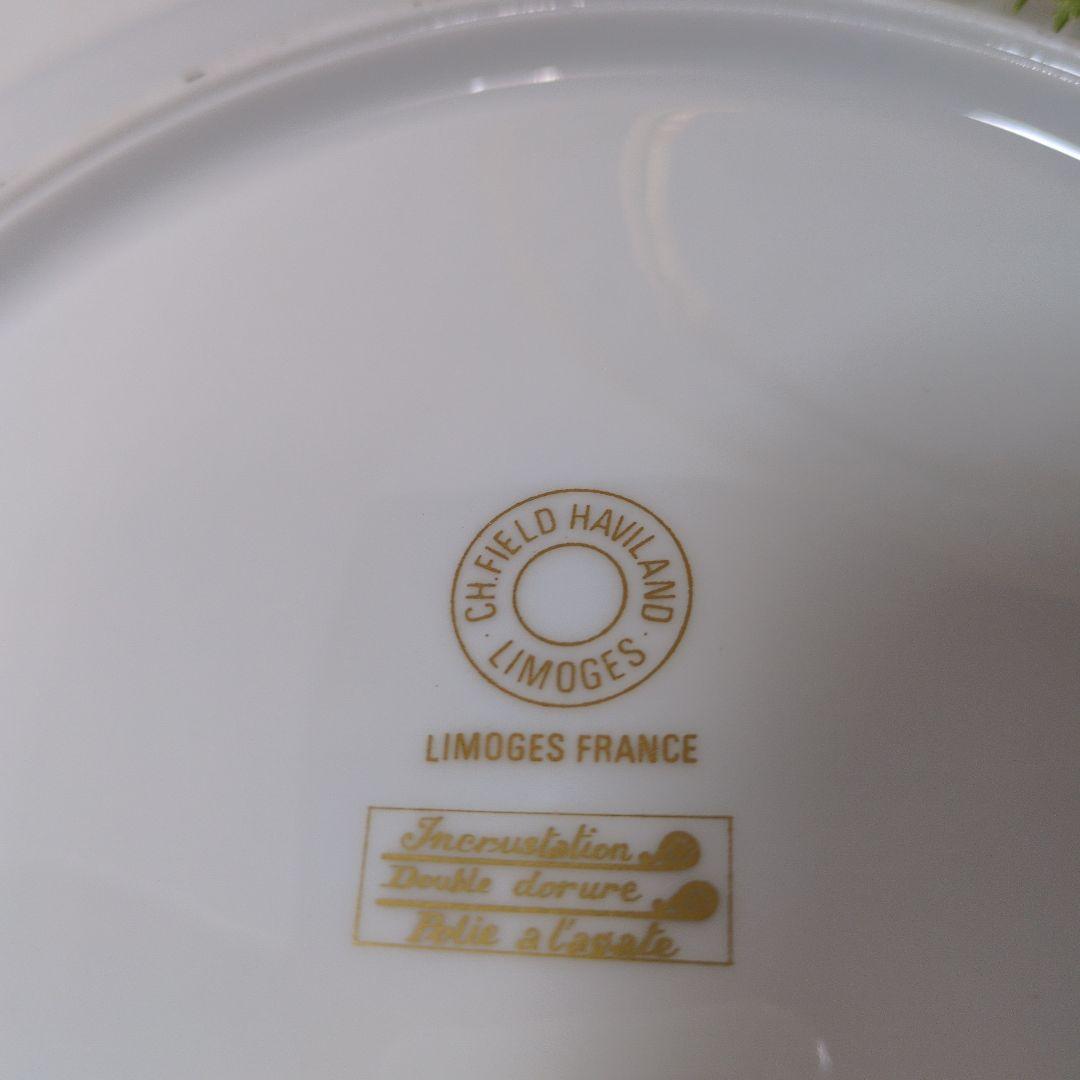 CH.FIELD HAVILAND
· LIMOGES ·
LIMOGES FRANCE
Incrustation
Double dorure
Polie a l'agate